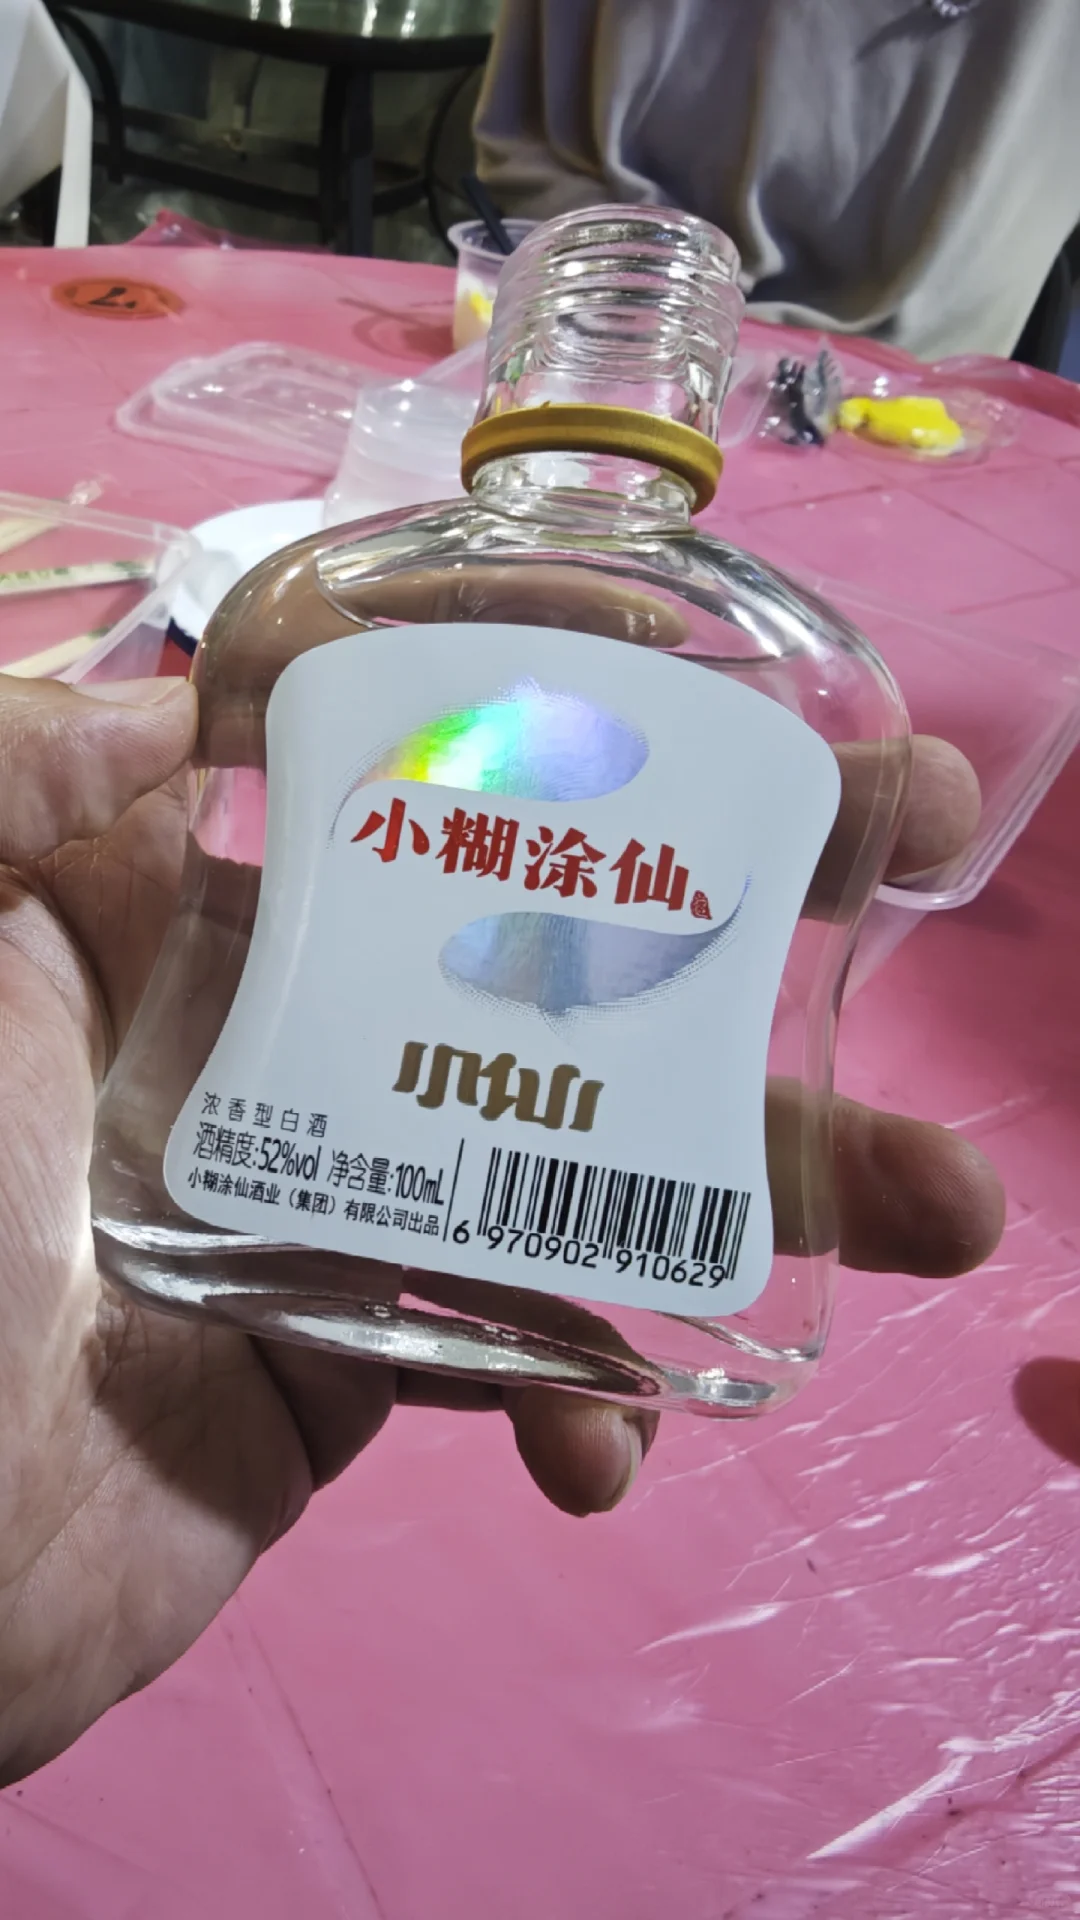 小糊涂仙
小仙
浓香型白酒
酒精度:52%vol 净含量:100mL
小糊涂仙酒业（集团）有限公司出品
6 970902 910629